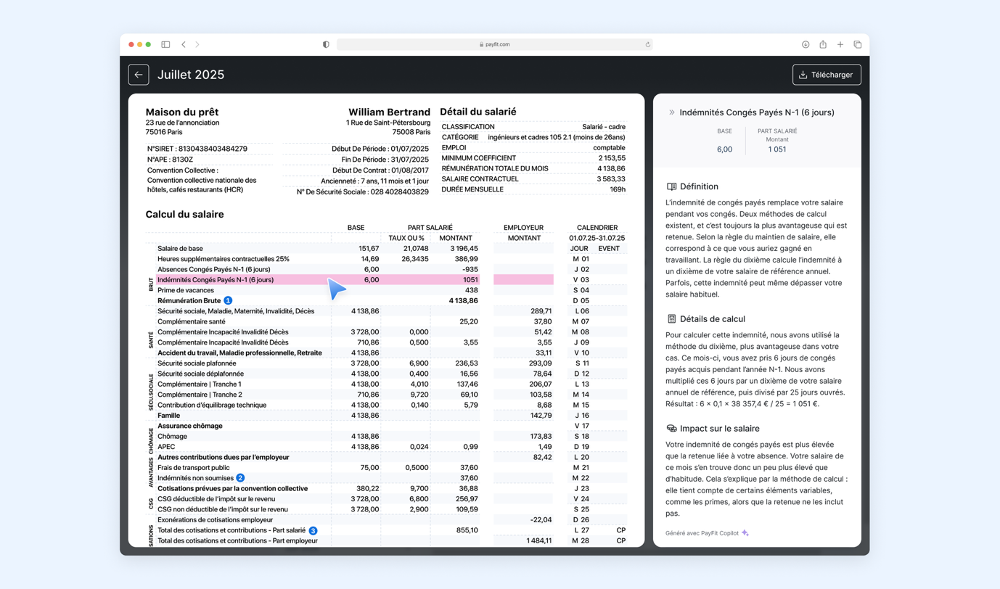 payfit.com
Juillet 2025
Télécharger
Maison du prêt
23 rue de l'annonciation
75016 Paris
N°SIRET : 8130438403484279
N°APE : 8130Z
Convention Collective :
Convention collective nationale des
hôtels, cafés restaurants (HCR)
William Bertrand
1 Rue de Saint-Pétersbourg
75008 Paris
Début De Période : 01/07/2025
Fin De Période : 31/07/2025
Début De Contrat : 01/08/2017
Ancienneté : 7 ans, 11 mois et 1 jour
N° De Sécurité Sociale : 028 4028403829
Détail du salarié
CLASSIFICATION Salarié - cadre
CATÉGORIE ingénieurs et cadres 105 2.1 (moins de 26ans)
EMPLOI comptable
MINIMUM COEFFICIENT 2 153,55
RÉMUNÉRATION TOTALE DU MOIS 4 138,86
SALAIRE CONTRACTUEL 3 583,33
DURÉE MENSUELLE 169h
Calcul du salaire
BASE PART SALARIÉ EMPLOYEUR CALENDRIER
TAUX OU % MONTANT MONTANT 01.07.25-31.07.25
Salaire de base 151,67 21,0748 3 196,45 JOUR EVENT
Heures supplémentaires contractuelles 25% 14,69 26,3435 386,99 M 01
Absences Congés Payés N-1 (6 jours) 6,00 -935 J 02
BRUT
Indémnités Congés Payés N-1 (6 jours) 6,00 1051 V 03
Prime de vacances 438 S 04
Rémunération Brute 1 4 138,86 D 05
Sécurité sociale, Maladie, Maternité, Invalidité, Décès 4 138,86 289,71 L 06
Complémentaire santé 25,20 37,80 M 07
Complémentaire Incapacité Invalidité Décès 3 728,00 0,000 51,42 M 08
SANTÉ
Complémentaire Incapacité Invalidité Décès 710,86 0,500 3,55 3,55 J 09
Accident du travail, Maladie professionnelle, Retraite 4 138,86 33,11 V 10
Sécurité sociale plafonnée 3 728,00 6,900 236,53 293,09 S 11
Sécurité sociale déplafonnée 4 138,86 0,400 16,56 78,64 D 12
SÉCU.SOCIALE
Complémentaire | Tranche 1 4 138,86 4,010 137,46 206,07 L 13
Complémentaire | Tranche 2 710,86 9,720 69,10 103,58 M 14
Contribution d'équilibrage technique 4 138,00 0,140 5,79 8,68 M 15
Famille 4 138,86 142,79 J 16
Assurance chômage V 17
CHÔMAGE
Chômage 4 138,86 173,83 S 18
APEC 4 138,86 0,024 0,99 1,49 D 19
Autres contributions dues par l'employeur 82,42 L 20
AVANTAGES
Frais de transport public 75,00 0,5000 37,60 M 21
Indémnités non soumises 2 37,60 M 22
Cotisations prévues par la convention collective 380,22 9,700 36,88 J 23
CSG
CSG déductible de l'impôt sur le revenu 3 728,00 6,800 256,97 V 24
CSG non déductible de l'impôt sur le revenu 3 728,00 2,900 109,59 S 25
Exonérations de cotisations employeur -22,04 D 26
SATIONS
Total des cotisations et contributions - Part salarié 3 855,10 L 27 CP
Total des cotisations et contributions - Part employeur 1 484,11 M 28 CP
Indémnités Congés Payés N-1 (6 jours)
BASE PART SALARIÉ
Montant
6,00 1 051
Définition
L'indemnité de congés payés remplace votre salaire
pendant vos congés. Deux méthodes de calcul
existent, et c'est toujours la plus avantageuse qui est
retenue. Selon la règle du maintien de salaire, elle
correspond à ce que vous auriez gagné en
travaillant. La règle du dixième calcule l'indemnité à
un dixième de votre salaire de référence annuel.
Parfois, cette indemnité peut même dépasser votre
salaire habituel.
Détails de calcul
Pour calculer cette indemnité, nous avons utilisé la
méthode du dixième, plus avantageuse dans votre
cas. Ce mois-ci, vous avez pris 6 jours de congés
payés acquis pendant l'année N-1. Nous avons
multiplié ces 6 jours par un dixième de votre salaire
annuel de référence, puis divisé par 25 jours ouvrés.
Résultat : 6 × 0,1 × 38 357,4 € / 25 = 1 051 €.
Impact sur le salaire
Votre indemnité de congés payés est plus élevée
que la retenue liée à votre absence. Votre salaire de
ce mois s'en trouve donc un peu plus élevé que
d'habitude. Cela s'explique par la méthode de calcul :
elle tient compte de certains éléments variables,
comme les primes, alors que la retenue ne les inclut
pas.
Généré avec PayFit Copilot